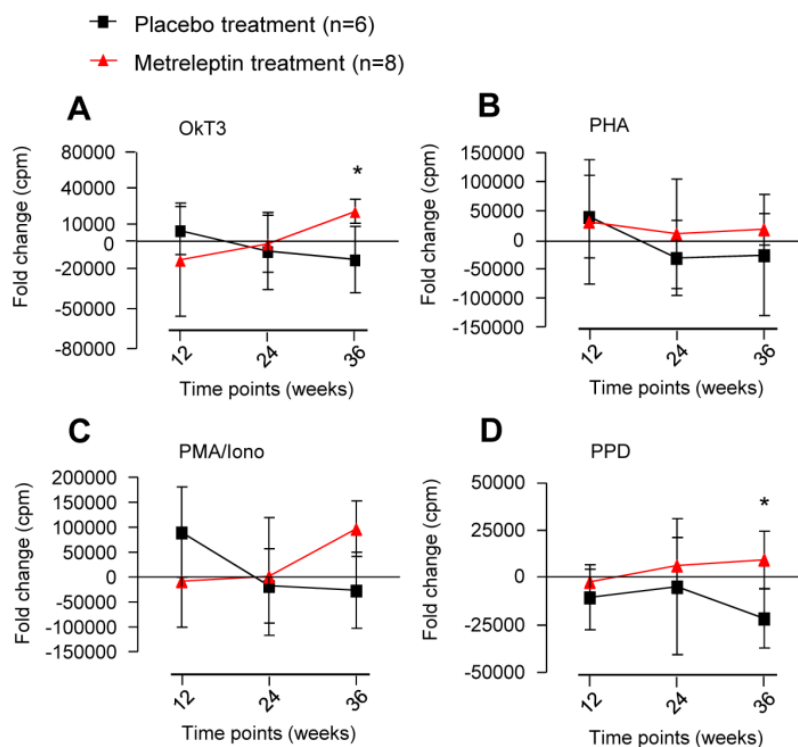 Placebo treatment (n=6)
Metreleptin treatment (n=8)
A
OkT3
80000
40000
10000
0
-20000
-50000
-80000
Fold change (cpm)
*
12
24
36
Time points (weeks)
B
PHA
150000
100000
50000
0
-50000
-100000
-150000
Fold change (cpm)
12
24
36
Time points (weeks)
C
PMA/Iono
200000
150000
100000
50000
0
-50000
-100000
-150000
Fold change (cpm)
12
24
36
Time points (weeks)
D
PPD
50000
25000
0
-25000
-50000
Fold change (cpm)
*
12
24
36
Time points (weeks)